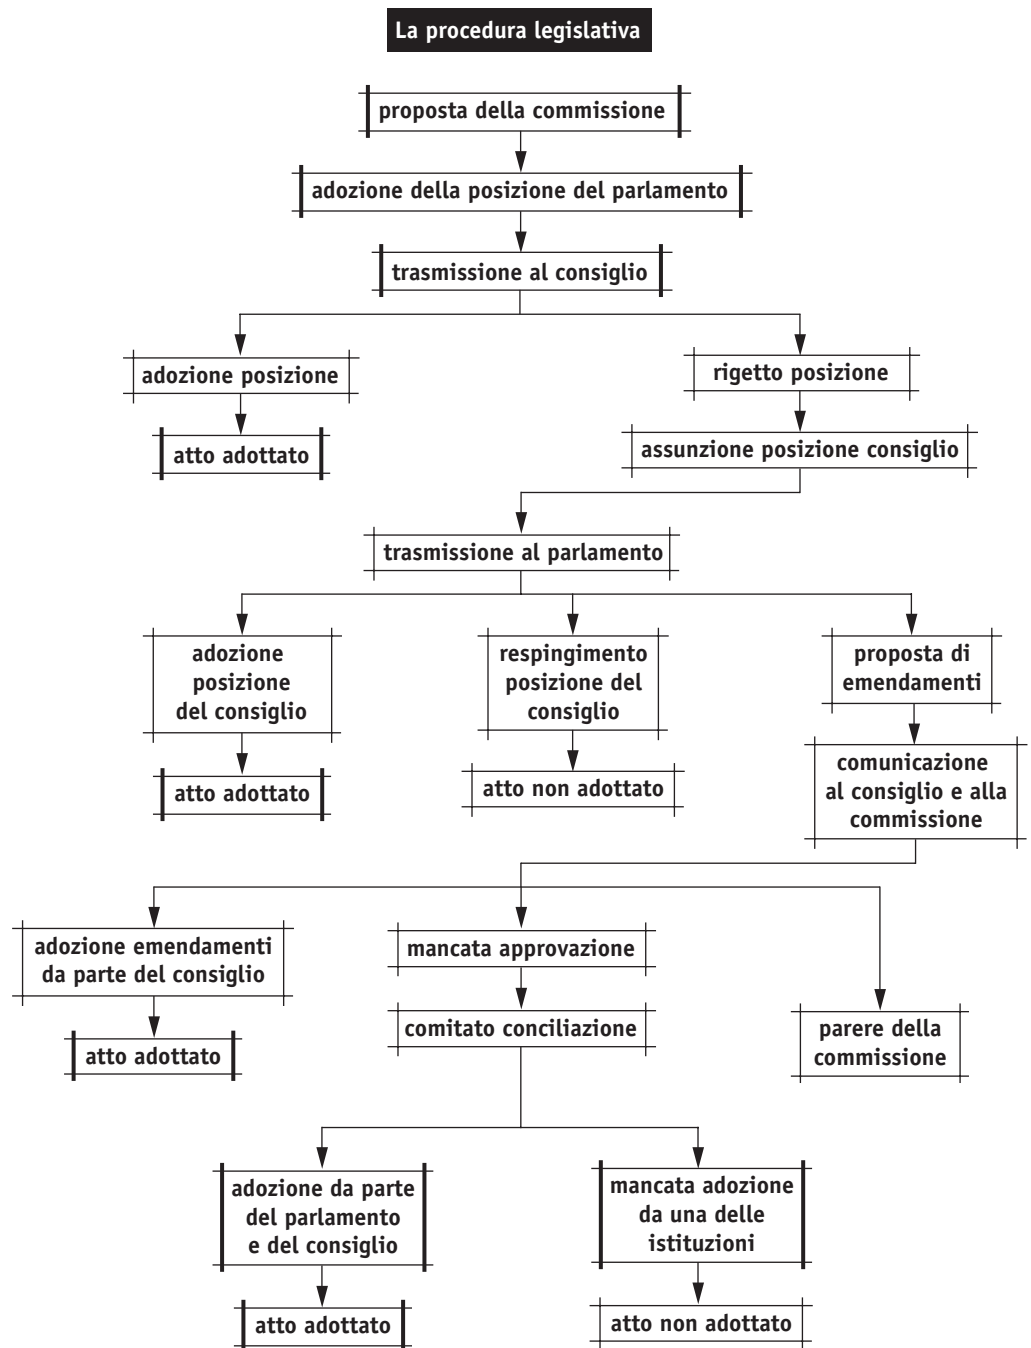 La procedura legislativa
proposta della commissione
adozione della posizione del parlamento
trasmissione al consiglio
adozione posizione
rigetto posizione
atto adottato
assunzione posizione consiglio
trasmissione al parlamento
adozione
posizione
del consiglio
respingimento
posizione del
consiglio
proposta di
emendamenti
atto adottato
atto non adottato
comunicazione
al consiglio e alla
commissione
adozione emendamenti
da parte del consiglio
mancata approvazione
atto adottato
comitato conciliazione
parere della
commissione
adozione da parte
del parlamento
e del consiglio
mancata adozione
da una delle
istituzioni
atto adottato
atto non adottato